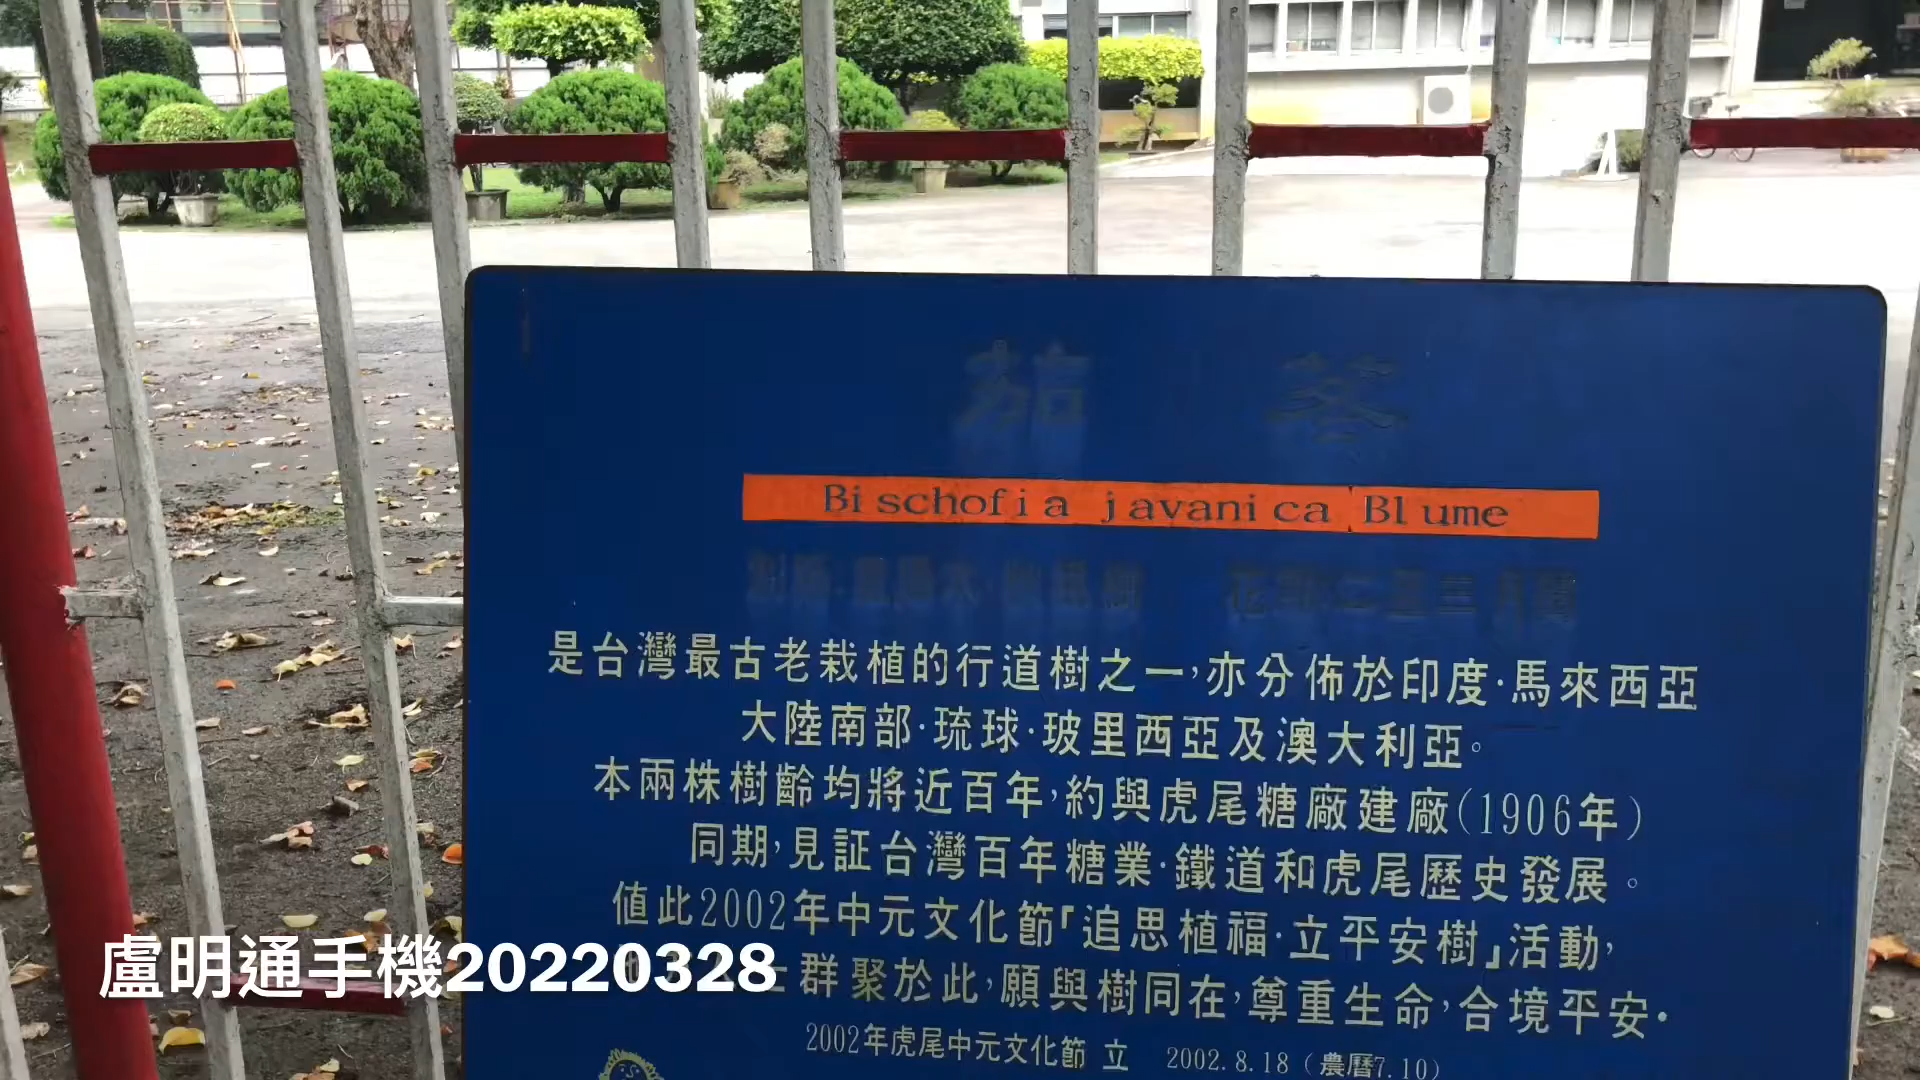 茄苳
Bischofia javanica Blume
是台灣最古老栽植的行道樹之一,亦分佈於印度·馬來西亞
大陸南部·琉球·玻里西亞及澳大利亞。
本兩株樹齡均將近百年,約與虎尾糖廠建廠(1906年)
同期,見証台灣百年糖業·鐵道和虎尾歷史發展。
值此2002年中元文化節「追思植福·立平安樹」活動,
群聚於此,願與樹同在,尊重生命,合境平安·
盧明通手機20220328
2002年虎尾中元文化節 立 2002.8.18 (農曆7.10)